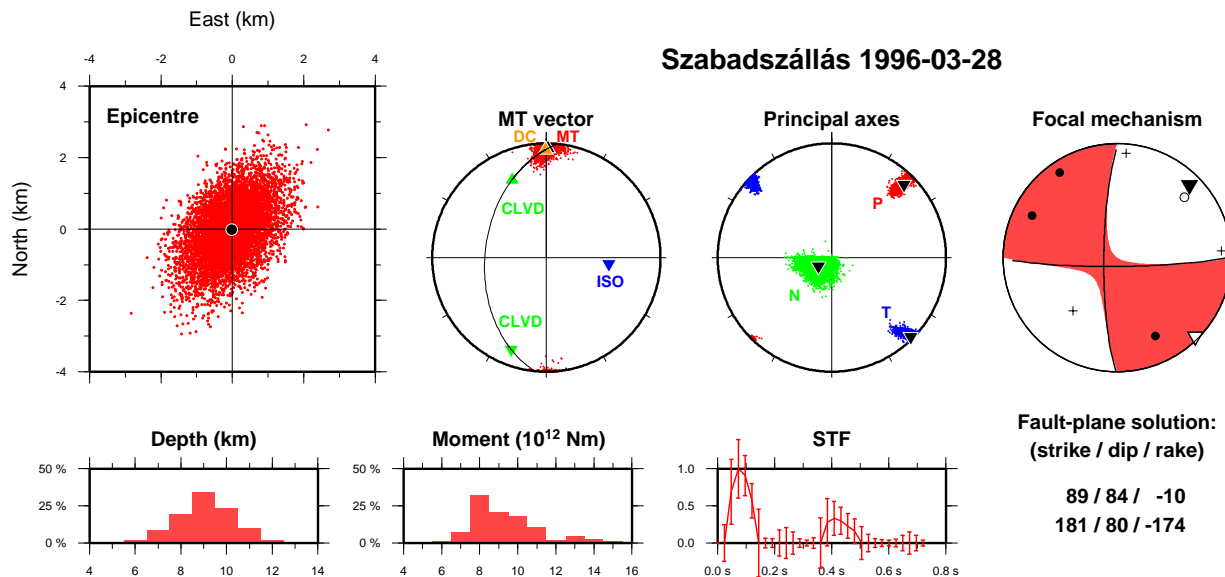 East (km)
-4 -2 0 2 4
Szabadszállás 1996-03-28
4
Epicentre
MT vector
Principal axes
Focal mechanism
DC MT
2
P
CLVD
North (km)
0
ISO
N
-2
CLVD
T
-4
Depth (km)
Moment (10¹² Nm)
STF
Fault-plane solution:
(strike / dip / rake)
50 %
25 %
0 %
4 6 8 10 12 14
50 %
25 %
0 %
4 6 8 10 12 14 16
1.0
0.5
0.0
0.0 s 0.2 s 0.4 s 0.6 s 0.8 s
89 / 84 / -10
181 / 80 / -174